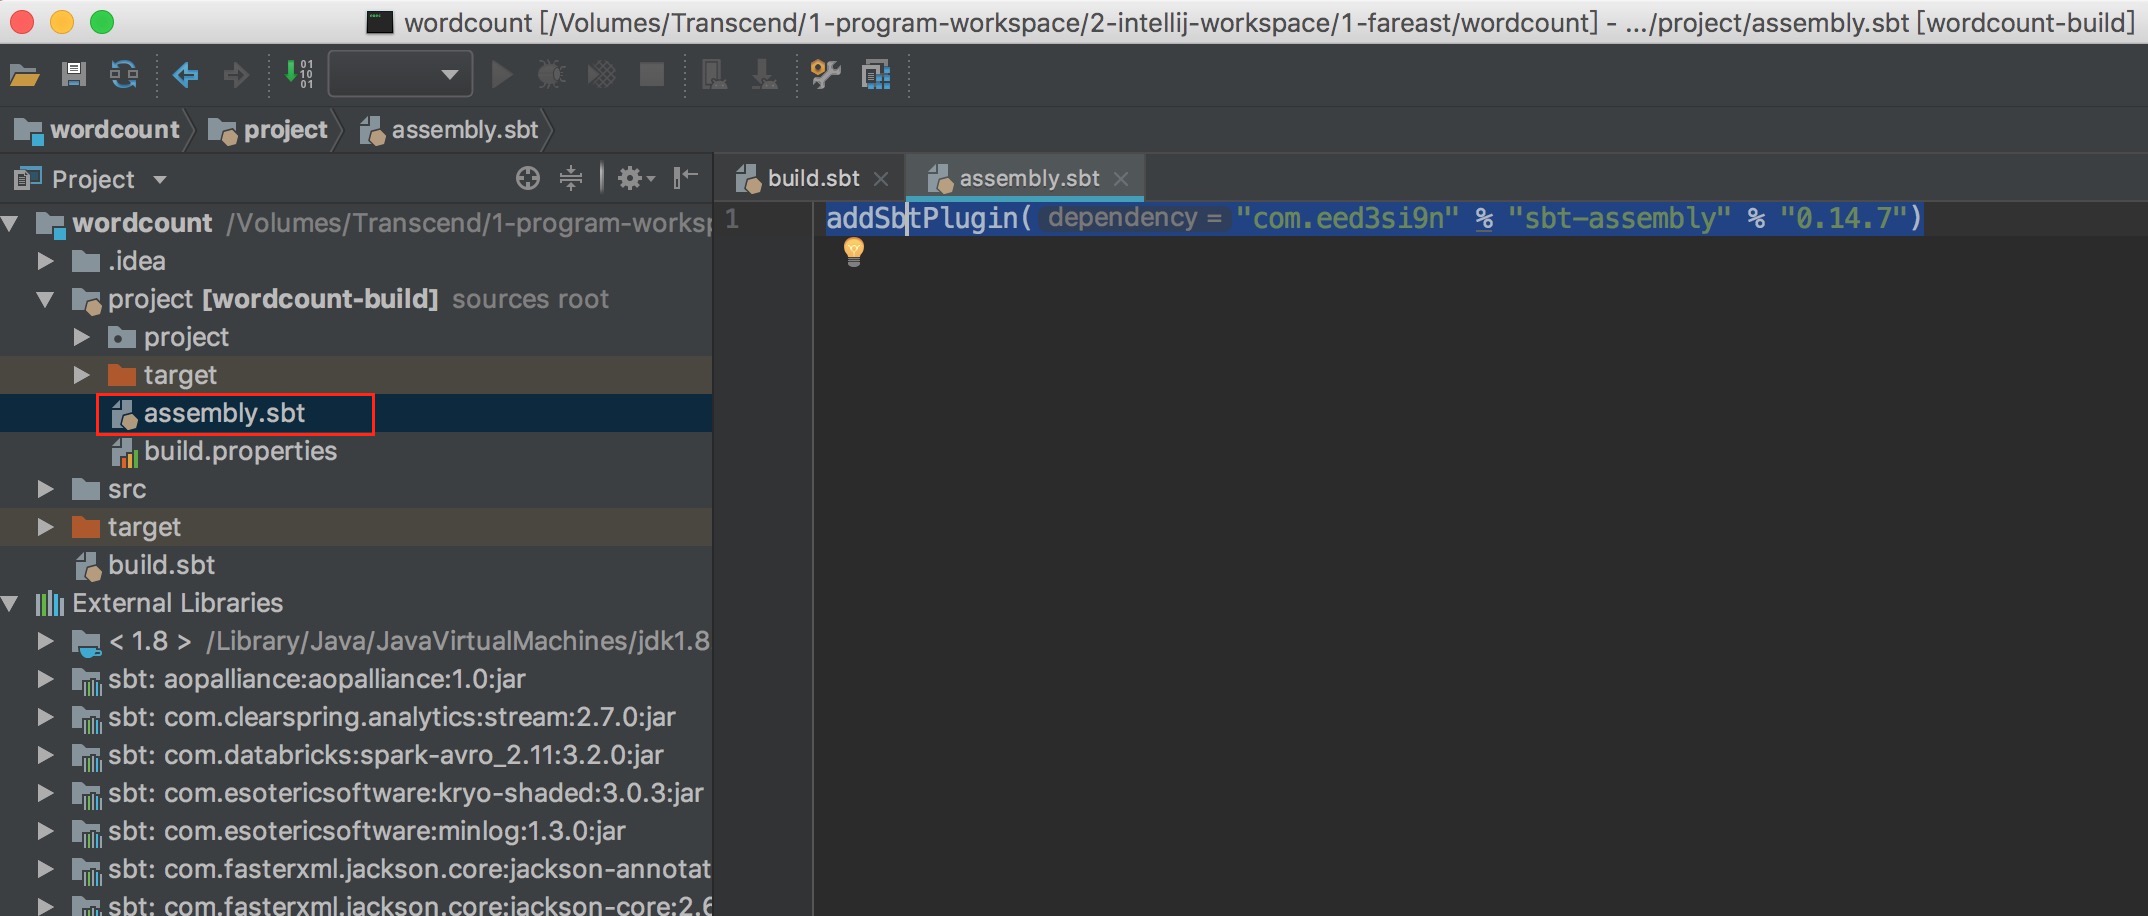 wordcount [/Volumes/Transcend/1-program-workspace/2-intellij-workspace/1-fareast/wordcount] - .../project/assembly.sbt [wordcount-build]
01
10
01
wordcount
project
assembly.sbt
Project
build.sbt
assembly.sbt
wordcount /Volumes/Transcend/1-program-worksp
.idea
project [wordcount-build] sources root
project
target
assembly.sbt
build.properties
src
target
build.sbt
External Libraries
< 1.8 > /Library/Java/JavaVirtualMachines/jdk1.8
sbt: aopalliance:aopalliance:1.0:jar
sbt: com.clearspring.analytics:stream:2.7.0:jar
sbt: com.databricks:spark-avro_2.11:3.2.0:jar
sbt: com.esotericsoftware:kryo-shaded:3.0.3:jar
sbt: com.esotericsoftware:minlog:1.3.0:jar
sbt: com.fasterxml.jackson.core:jackson-annotat
sbt: com.fasterxml.jackson.core:jackson-core:2.6
1 addSbtPlugin( dependency = "com.eed3si9n" % "sbt-assembly" % "0.14.7")